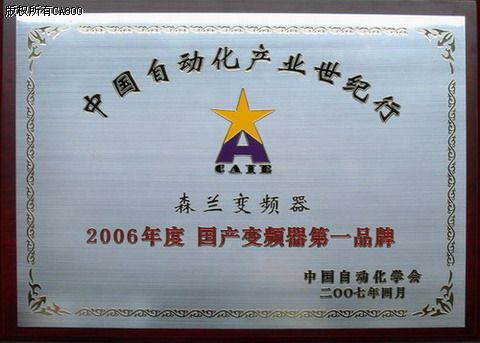 版权所有CA800
中国自动化产业世纪行
CAIE
森兰变频器
2006年度 国产变频器第一品牌
中国自动化学会
二〇〇七年四月